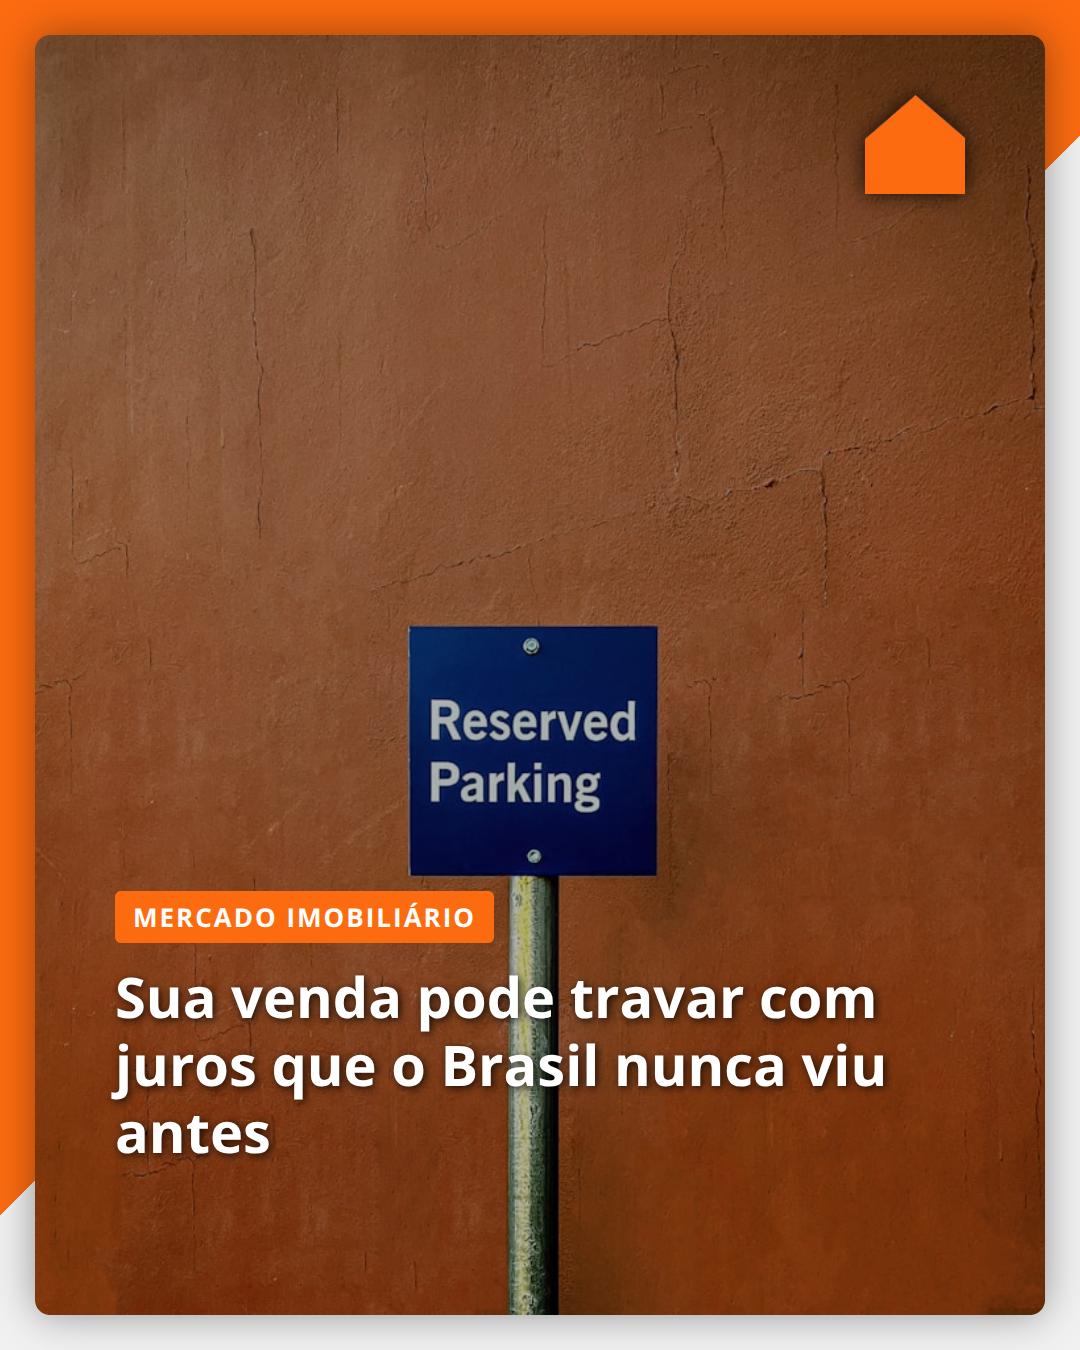 Reserved
Parking
MERCADO IMOBILIÁRIO
Sua venda pode travar com
juros que o Brasil nunca viu
antes